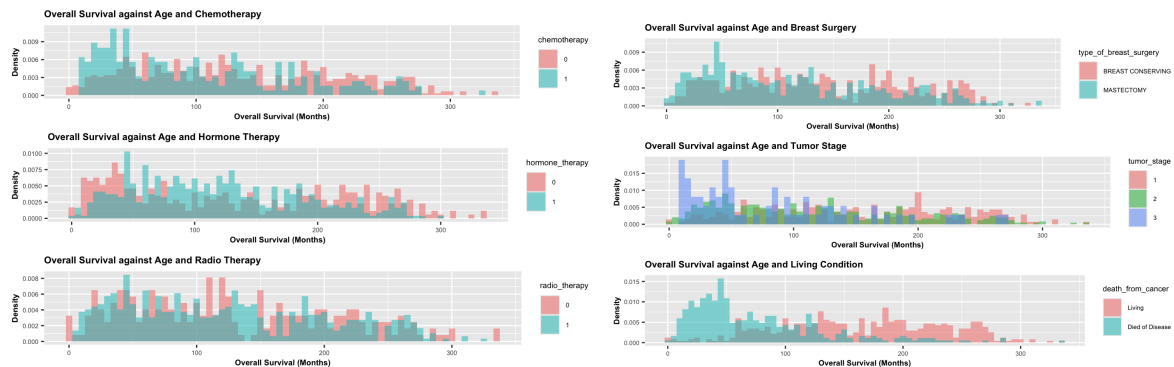 Overall Survival against Age and Chemotherapy
Density
0.009
0.006
0.003
0.000
0
100
200
300
Overall Survival (Months)
chemotherapy
0
1
Overall Survival against Age and Hormone Therapy
Density
0.0100
0.0075
0.0050
0.0025
0.0000
0
100
200
300
Overall Survival (Months)
hormone_therapy
0
1
Overall Survival against Age and Radio Therapy
Density
0.008
0.006
0.004
0.002
0.000
0
100
200
300
Overall Survival (Months)
radio_therapy
0
1
Overall Survival against Age and Breast Surgery
Density
0.009
0.006
0.003
0.000
0
100
200
300
Overall Survival (Months)
type_of_breast_surgery
BREAST CONSERVING
MASTECTOMY
Overall Survival against Age and Tumor Stage
Density
0.015
0.010
0.005
0.000
0
100
200
300
Overall Survival (Months)
tumor_stage
1
2
3
Overall Survival against Age and Living Condition
Density
0.015
0.010
0.005
0.000
0
100
200
300
Overall Survival (Months)
death_from_cancer
Living
Died of Disease